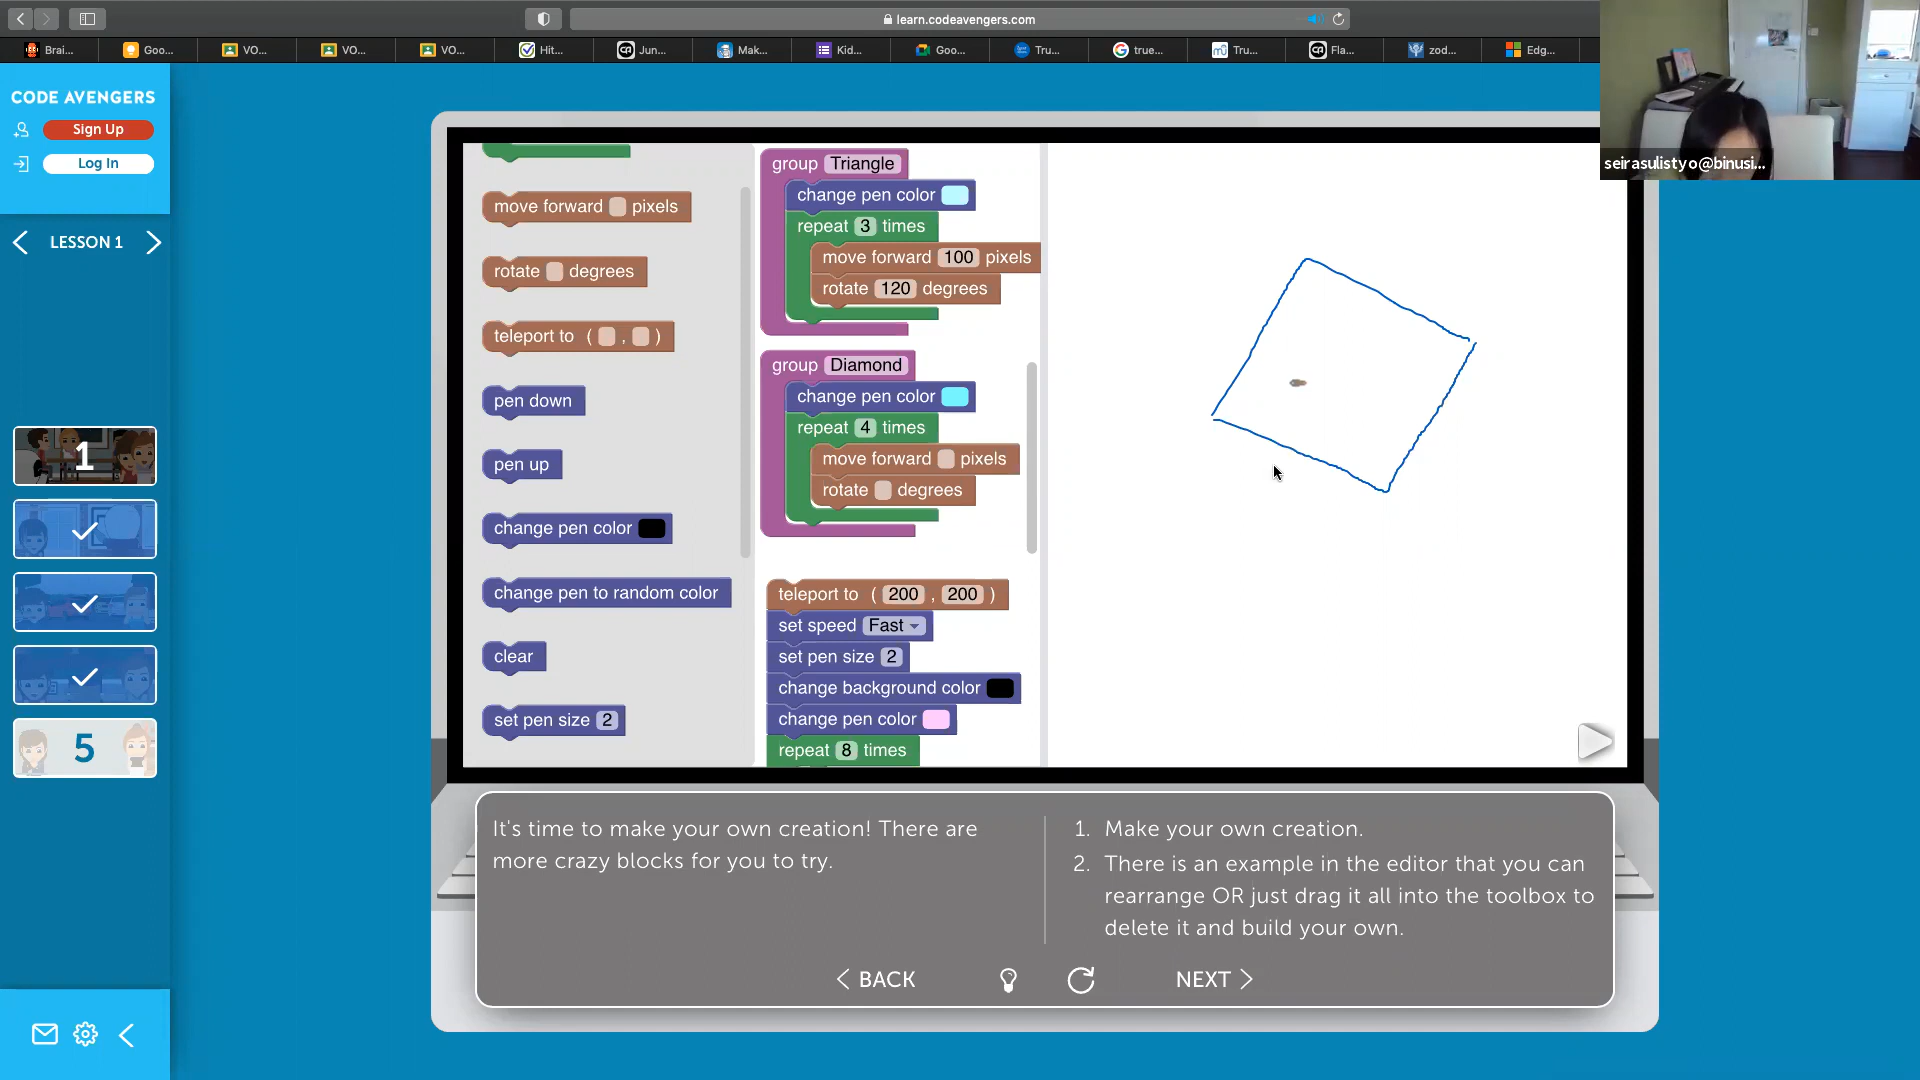 learn.codeavengers.com
Brai...
Goo...
VO...
VO...
VO...
Hit...
Jun...
Mak...
Kid...
Goo...
Tru...
true...
Tru...
Fla...
zod...
Edg...
seirasulistyo@binusi...
CODE AVENGERS
Sign Up
Log In
LESSON 1
1
5
move forward pixels
rotate degrees
teleport to ( , )
pen down
pen up
change pen color
change pen to random color
clear
set pen size 2
group Triangle
change pen color
repeat 3 times
move forward 100 pixels
rotate 120 degrees
group Diamond
change pen color
repeat 4 times
move forward pixels
rotate degrees
teleport to ( 200 , 200 )
set speed Fast
set pen size 2
change background color
change pen color
repeat 8 times
It's time to make your own creation! There are
more crazy blocks for you to try.
1. Make your own creation.
2. There is an example in the editor that you can
rearrange OR just drag it all into the toolbox to
delete it and build your own.
BACK
NEXT